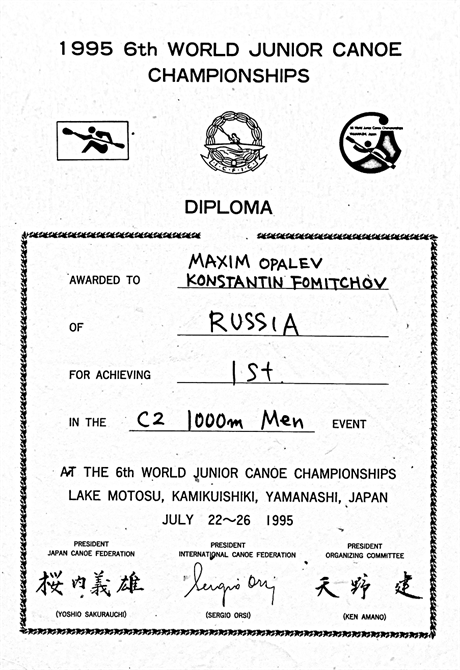 1995 6th WORLD JUNIOR CANOE
CHAMPIONSHIPS
DIPLOMA
AWARDED TO
MAXIM OPALEV
KONSTANTIN FOMITCHOV
OF RUSSIA
FOR ACHIEVING 1St.
IN THE C2 1000m Men EVENT
AT THE 6th WORLD JUNIOR CANOE CHAMPIONSHIPS
LAKE MOTOSU, KAMIKUISHIKI, YAMANASHI, JAPAN
JULY 22~26 1995
PRESIDENT
JAPAN CANOE FEDERATION
桜内義雄
(YOSHIO SAKURAUCHI)
PRESIDENT
INTERNATIONAL CANOE FEDERATION
Sergio Orsi
(SERGIO ORSI)
PRESIDENT
ORGANIZING COMMITTEE
天野 建
(KEN AMANO)